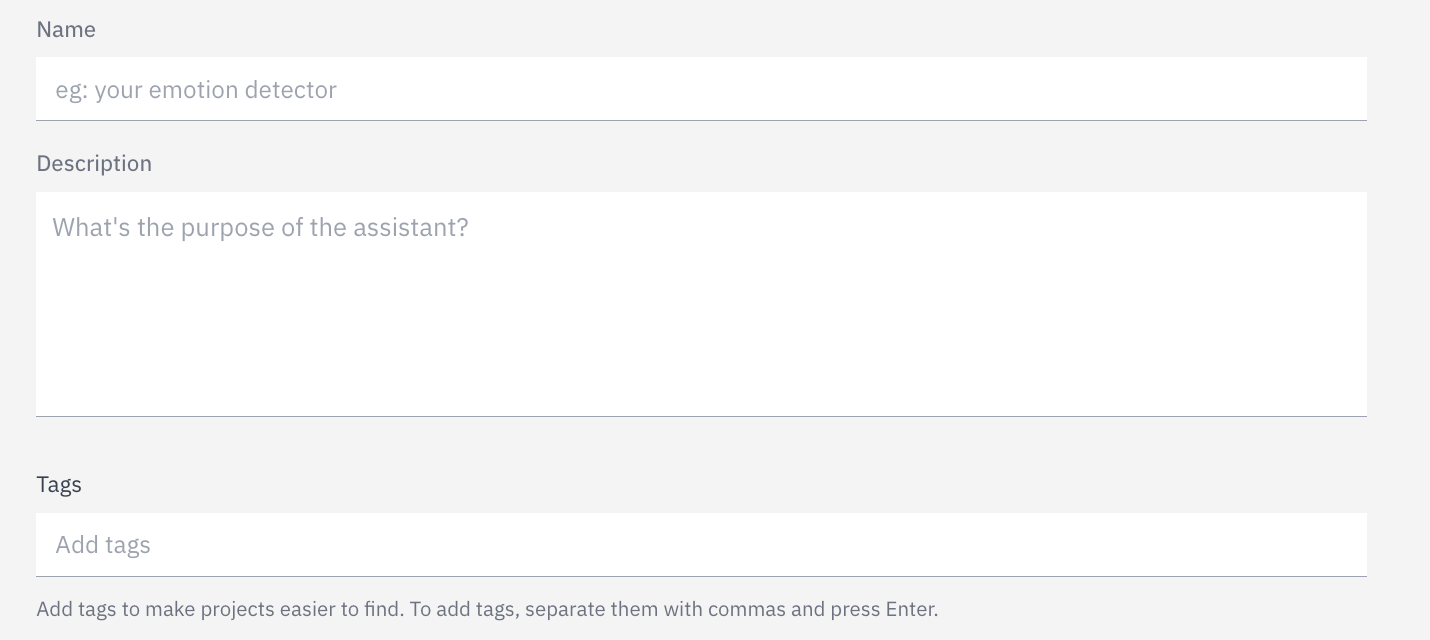 Name
eg: your emotion detector
Description
What's the purpose of the assistant?
Tags
Add tags
Add tags to make projects easier to find. To add tags, separate them with commas and press Enter.